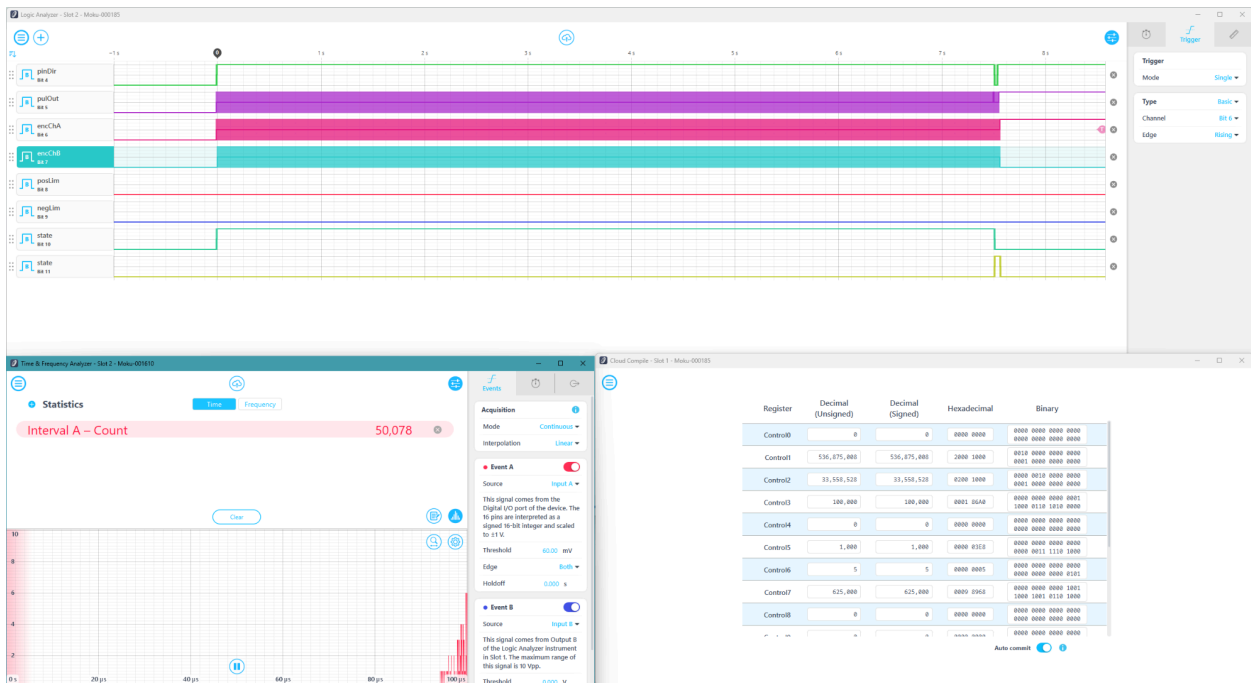 Logic Analyzer - Slot 2 - Moku-000185
-1 s 0 1 s 2 s 3 s 4 s 5 s 6 s 7 s 8 s
pinDir
Bit 4
pulOut
Bit 5
encChA
Bit 6
encChB
Bit 7
posLim
Bit 8
negLim
Bit 9
state
Bit 10
state
Bit 11
Trigger
Trigger
Mode Single
Type Basic
Channel Bit 6
Edge Rising
Time & Frequency Analyzer - Slot 2 - Moku-001610
Statistics
Time Frequency
Interval A – Count 50,078
Clear
10
8
6
4
2
0 s 20 µs 40 µs 60 µs 80 µs 100 µs
Events
Acquisition
Mode Continuous
Interpolation Linear
Event A
Source Input A
This signal comes from the
Digital I/O port of the device. The
16 pins are interpreted as a
signed 16-bit integer and scaled
to ±1 V.
Threshold 60.00 mV
Edge Both
Holdoff 0.000 s
Event B
Source Input B
This signal comes from Output B
of the Logic Analyzer instrument
in Slot 1. The maximum range of
this signal is 10 Vpp.
Threshold 0.000 V
Cloud Compile - Slot 1 - Moku-000185
Register Decimal (Unsigned) Decimal (Signed) Hexadecimal Binary
Control0 0 0 0000 0000 0000 0000 0000 0000
0000 0000 0000 0000
Control1 536,875,008 536,875,008 2000 1000 0010 0000 0000 0000
0001 0000 0000 0000
Control2 33,558,528 33,558,528 0200 1000 0000 0010 0000 0000
0001 0000 0000 0000
Control3 100,000 100,000 0001 86A0 0000 0000 0000 0001
1000 0110 1010 0000
Control4 0 0 0000 0000 0000 0000 0000 0000
0000 0000 0000 0000
Control5 1,000 1,000 0000 03E8 0000 0000 0000 0000
0000 0011 1110 1000
Control6 5 5 0000 0005 0000 0000 0000 0000
0000 0000 0000 0101
Control7 625,000 625,000 0009 8968 0000 0000 0000 1001
1000 1001 0110 1000
Control8 0 0 0000 0000 0000 0000 0000 0000
0000 0000 0000 0000
0000 0000 0000 0000
Auto commit